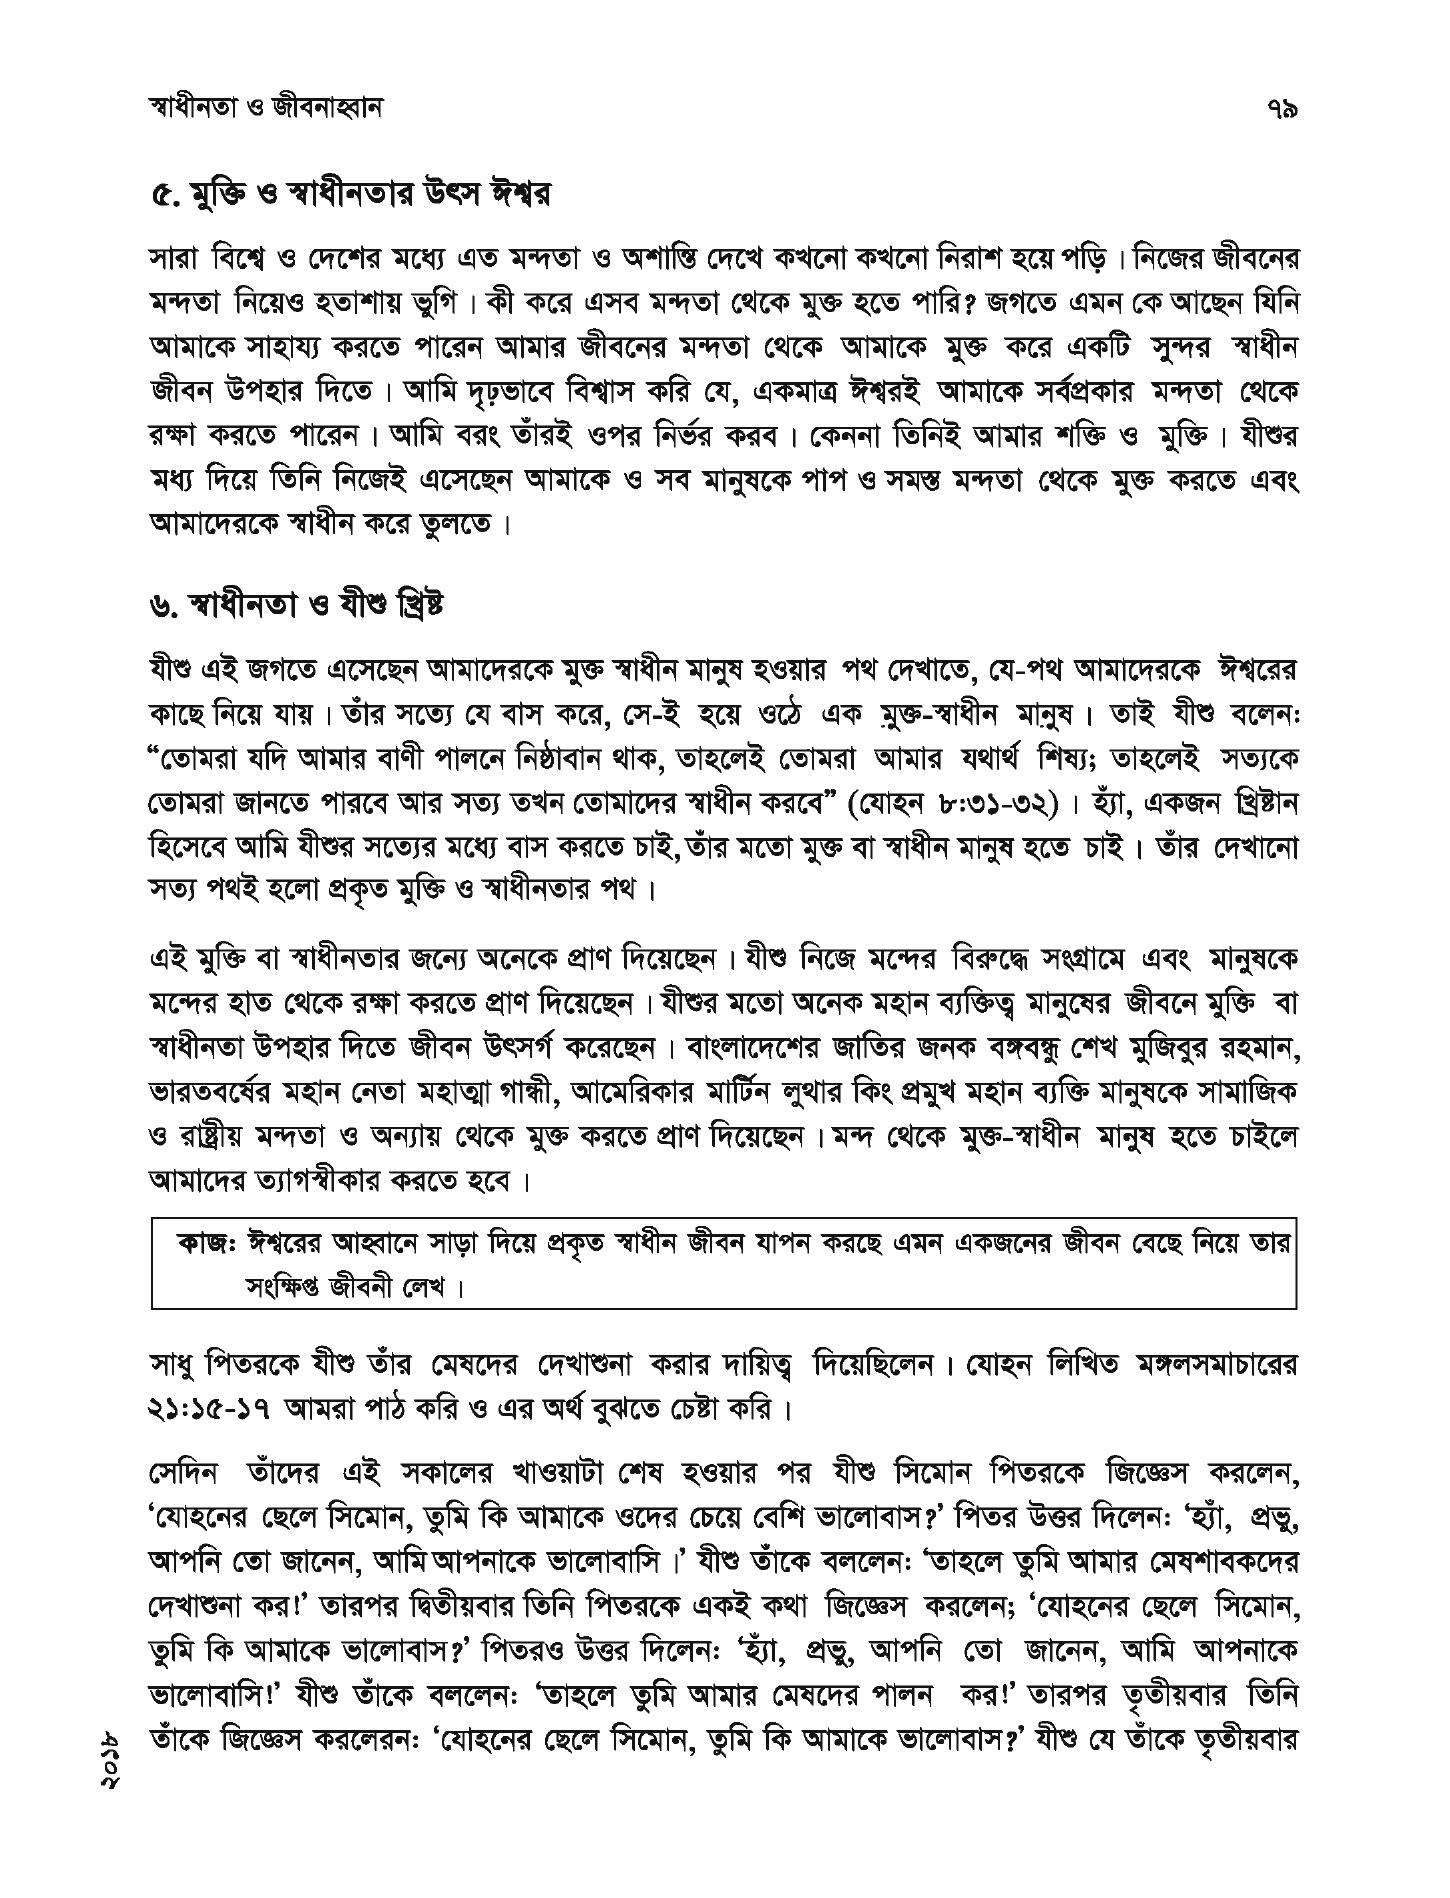 স্বাধীনতা ও জীবনাহ্বান ৭৯
৫. মুক্তি ও স্বাধীনতার উৎস ঈশ্বর
সারা বিশ্বে ও দেশের মধ্যে এত মন্দতা ও অশান্তি দেখে কখনো কখনো নিরাশ হয়ে পড়ি। নিজের জীবনের
মন্দতা নিয়েও হতাশায় ভুগি। কী করে এসব মন্দতা থেকে মুক্ত হতে পারি? জগতে এমন কে আছেন যিনি
আমাকে সাহায্য করতে পারেন আমার জীবনের মন্দতা থেকে আমাকে মুক্ত করে একটি সুন্দর স্বাধীন
জীবন উপহার দিতে। আমি দৃঢ়ভাবে বিশ্বাস করি যে, একমাত্র ঈশ্বরই আমাকে সর্বপ্রকার মন্দতা থেকে
রক্ষা করতে পারেন। আমি বরং তাঁরই ওপর নির্ভর করব। কেননা তিনিই আমার শক্তি ও মুক্তি। যীশুর
মধ্য দিয়ে তিনি নিজেই এসেছেন আমাকে ও সব মানুষকে পাপ ও সমস্ত মন্দতা থেকে মুক্ত করতে এবং
আমাদেরকে স্বাধীন করে তুলতে।
৬. স্বাধীনতা ও যীশু খ্রিষ্ট
যীশু এই জগতে এসেছেন আমাদেরকে মুক্ত স্বাধীন মানুষ হওয়ার পথ দেখাতে, যে-পথ আমাদেরকে ঈশ্বরের
কাছে নিয়ে যায়। তাঁর সত্যে যে বাস করে, সে-ই হয়ে ওঠে এক মুক্ত-স্বাধীন মানুষ। তাই যীশু বলেন:
“তোমরা যদি আমার বাণী পালনে নিষ্ঠাবান থাক, তাহলেই তোমরা আমার যথার্থ শিষ্য; তাহলেই সত্যকে
তোমরা জানতে পারবে আর সত্য তখন তোমাদের স্বাধীন করবে” (যোহন ৮:৩১-৩২)। হ্যাঁ, একজন খ্রিষ্টান
হিসেবে আমি যীশুর সত্যের মধ্যে বাস করতে চাই, তাঁর মতো মুক্ত বা স্বাধীন মানুষ হতে চাই। তাঁর দেখানো
সত্য পথই হলো প্রকৃত মুক্তি ও স্বাধীনতার পথ।
এই মুক্তি বা স্বাধীনতার জন্যে অনেকে প্রাণ দিয়েছেন। যীশু নিজে মন্দের বিরুদ্ধে সংগ্রামে এবং মানুষকে
মন্দের হাত থেকে রক্ষা করতে প্রাণ দিয়েছেন। যীশুর মতো অনেক মহান ব্যক্তিত্ব মানুষের জীবনে মুক্তি বা
স্বাধীনতা উপহার দিতে জীবন উৎসর্গ করেছেন। বাংলাদেশের জাতির জনক বঙ্গবন্ধু শেখ মুজিবুর রহমান,
ভারতবর্ষের মহান নেতা মহাত্মা গান্ধী, আমেরিকার মার্টিন লুথার কিং প্রমুখ মহান ব্যক্তি মানুষকে সামাজিক
ও রাষ্ট্রীয় মন্দতা ও অন্যায় থেকে মুক্ত করতে প্রাণ দিয়েছেন। মন্দ থেকে মুক্ত-স্বাধীন মানুষ হতে চাইলে
আমাদের ত্যাগস্বীকার করতে হবে।
কাজ: ঈশ্বরের আহ্বানে সাড়া দিয়ে প্রকৃত স্বাধীন জীবন যাপন করছে এমন একজনের জীবন বেছে নিয়ে তার
সংক্ষিপ্ত জীবনী লেখ।
সাধু পিতরকে যীশু তাঁর মেষদের দেখাশুনা করার দায়িত্ব দিয়েছিলেন। যোহন লিখিত মঙ্গলসমাচারের
২১:১৫-১৭ আমরা পাঠ করি ও এর অর্থ বুঝতে চেষ্টা করি।
সেদিন তাঁদের এই সকালের খাওয়াটা শেষ হওয়ার পর যীশু সিমোন পিতরকে জিজ্ঞেস করলেন,
‘যোহনের ছেলে সিমোন, তুমি কি আমাকে ওদের চেয়ে বেশি ভালোবাস?’ পিতর উত্তর দিলেন: ‘হ্যাঁ, প্রভু,
আপনি তো জানেন, আমি আপনাকে ভালোবাসি।’ যীশু তাঁকে বললেন: ‘তাহলে তুমি আমার মেষশাবকদের
দেখাশুনা কর!’ তারপর দ্বিতীয়বার তিনি পিতরকে একই কথা জিজ্ঞেস করলেন; ‘যোহনের ছেলে সিমোন,
তুমি কি আমাকে ভালোবাস?’ পিতরও উত্তর দিলেন: ‘হ্যাঁ, প্রভু, আপনি তো জানেন, আমি আপনাকে
ভালোবাসি!’ যীশু তাঁকে বললেন: ‘তাহলে তুমি আমার মেষদের পালন কর!’ তারপর তৃতীয়বার তিনি
তাঁকে জিজ্ঞেস করলেরন: ‘যোহনের ছেলে সিমোন, তুমি কি আমাকে ভালোবাস?’ যীশু যে তাঁকে তৃতীয়বার
২০১৮